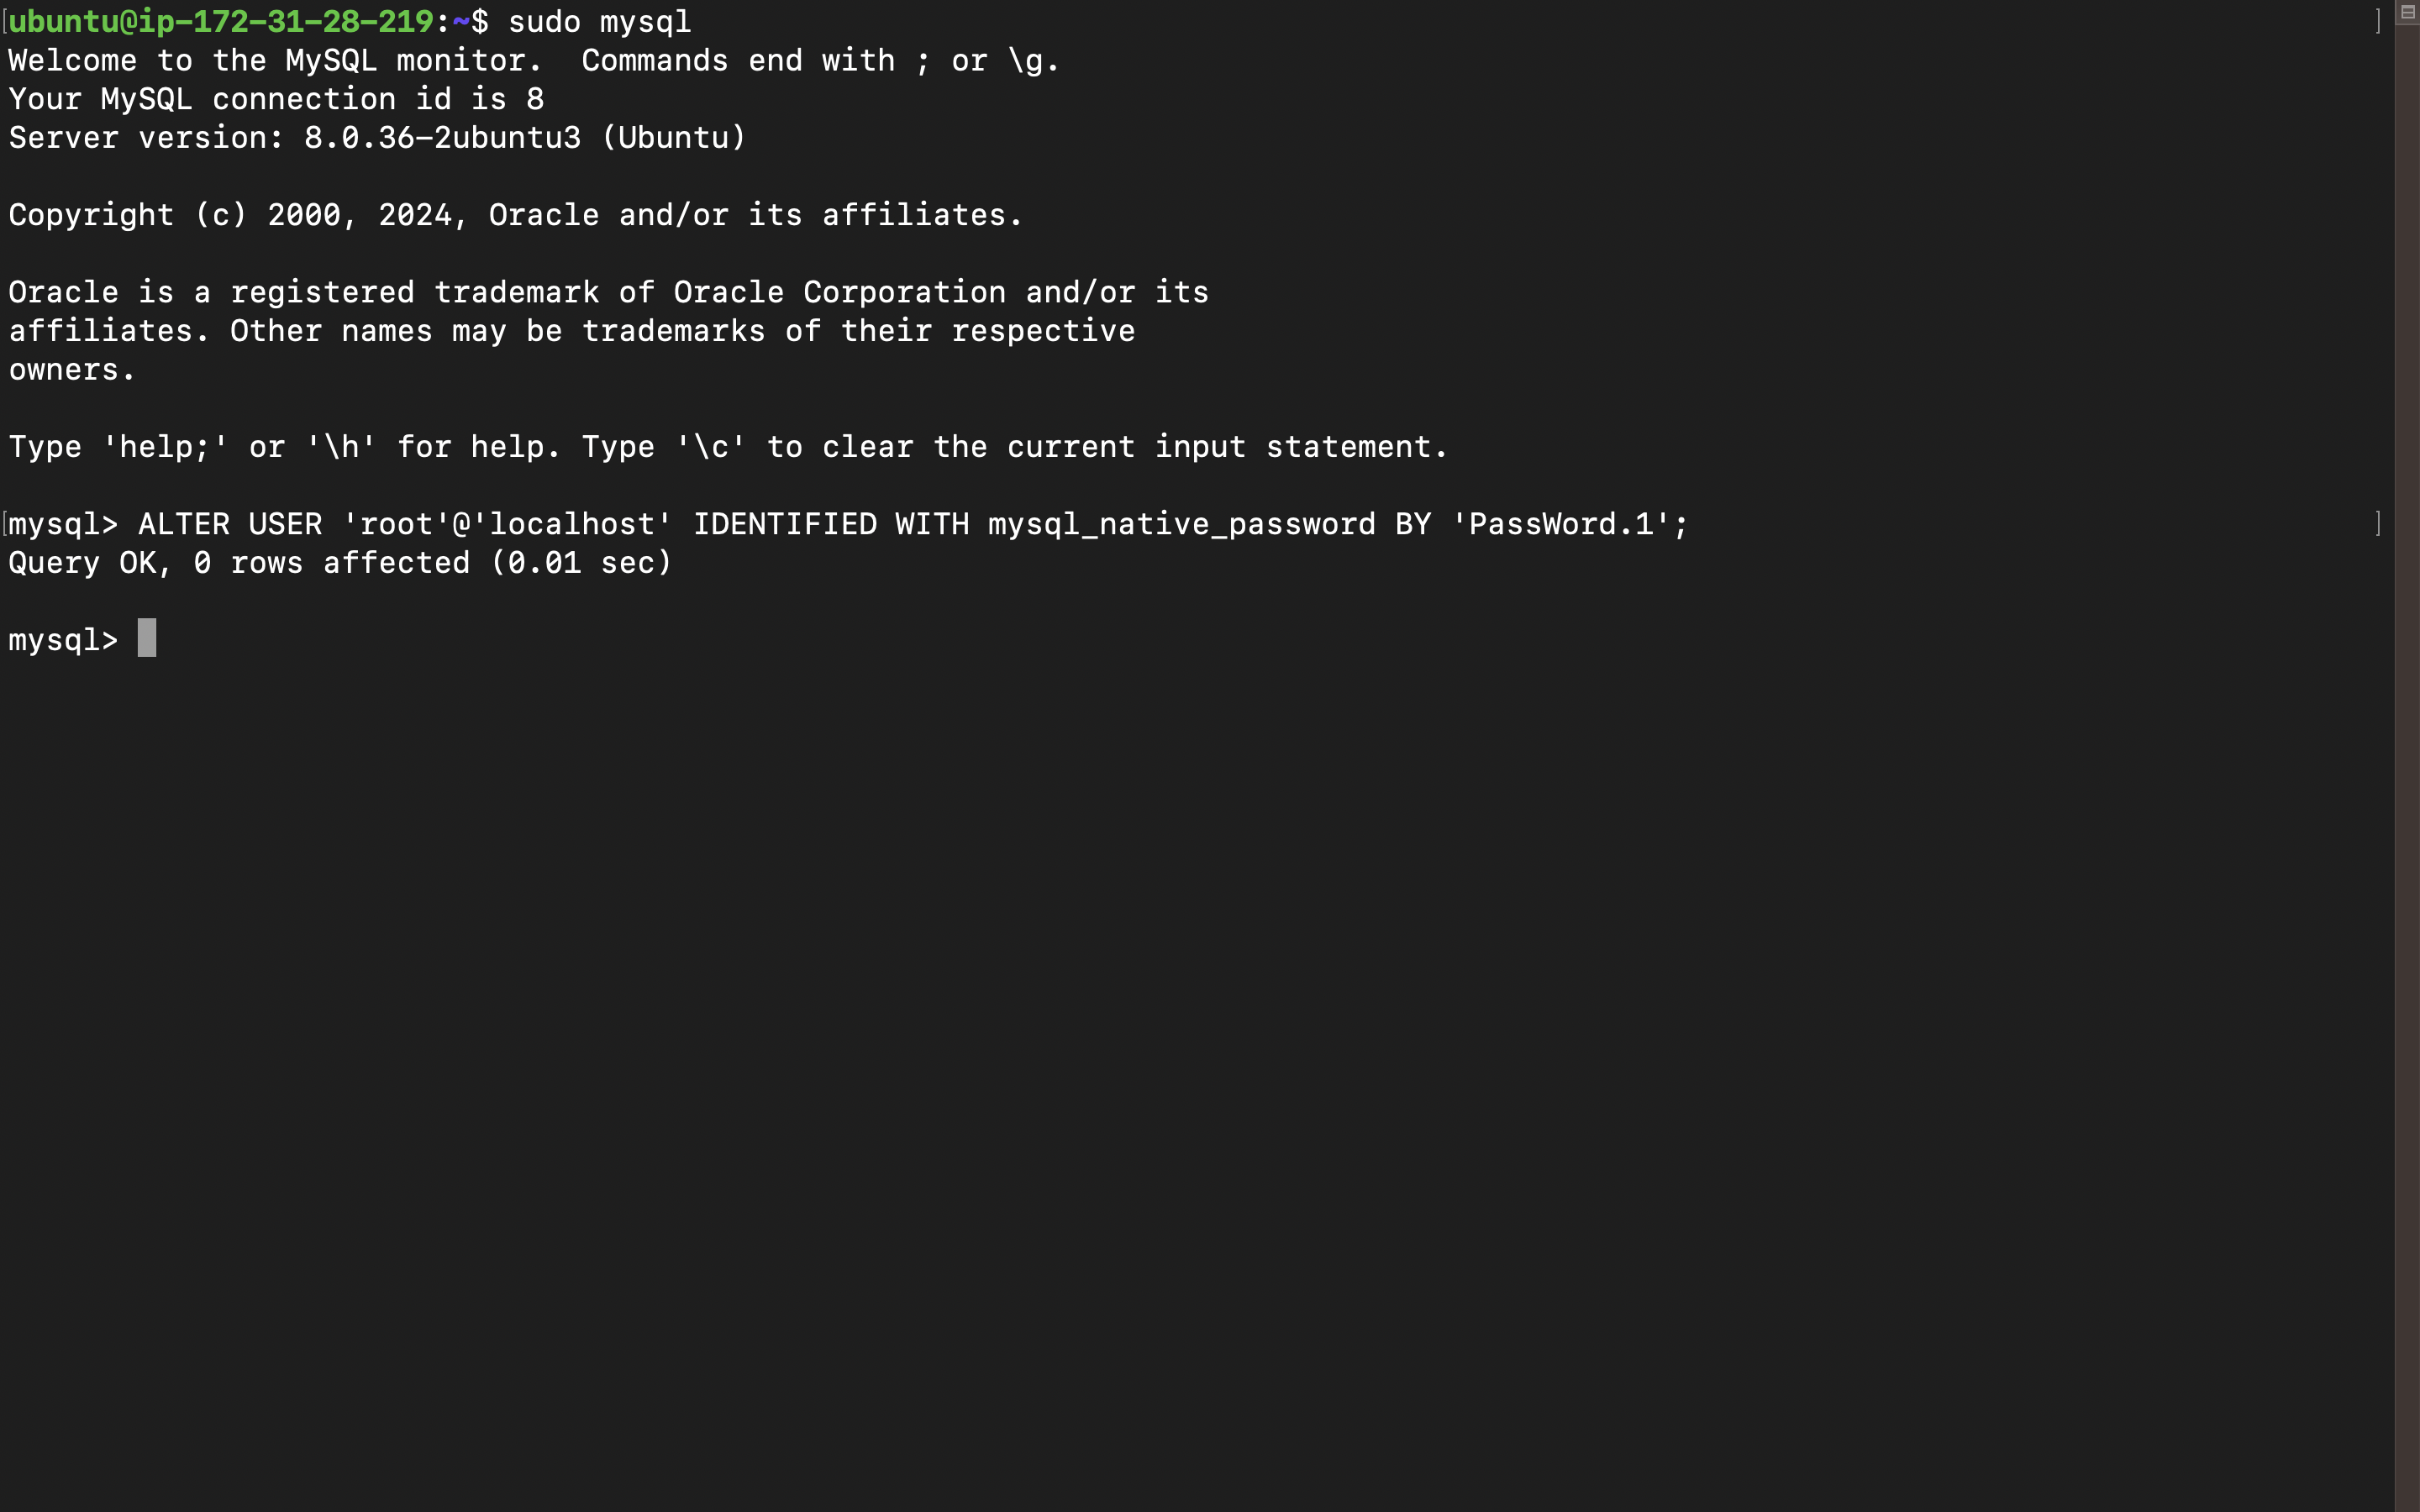 [ubuntu@ip-172-31-28-219:~$ sudo mysql ]
Welcome to the MySQL monitor.  Commands end with ; or \g.
Your MySQL connection id is 8
Server version: 8.0.36-2ubuntu3 (Ubuntu)

Copyright (c) 2000, 2024, Oracle and/or its affiliates.

Oracle is a registered trademark of Oracle Corporation and/or its
affiliates. Other names may be trademarks of their respective
owners.

Type 'help;' or '\h' for help. Type '\c' to clear the current input statement.

[mysql> ALTER USER 'root'@'localhost' IDENTIFIED WITH mysql_native_password BY 'PassWord.1'; ]
Query OK, 0 rows affected (0.01 sec)

mysql>